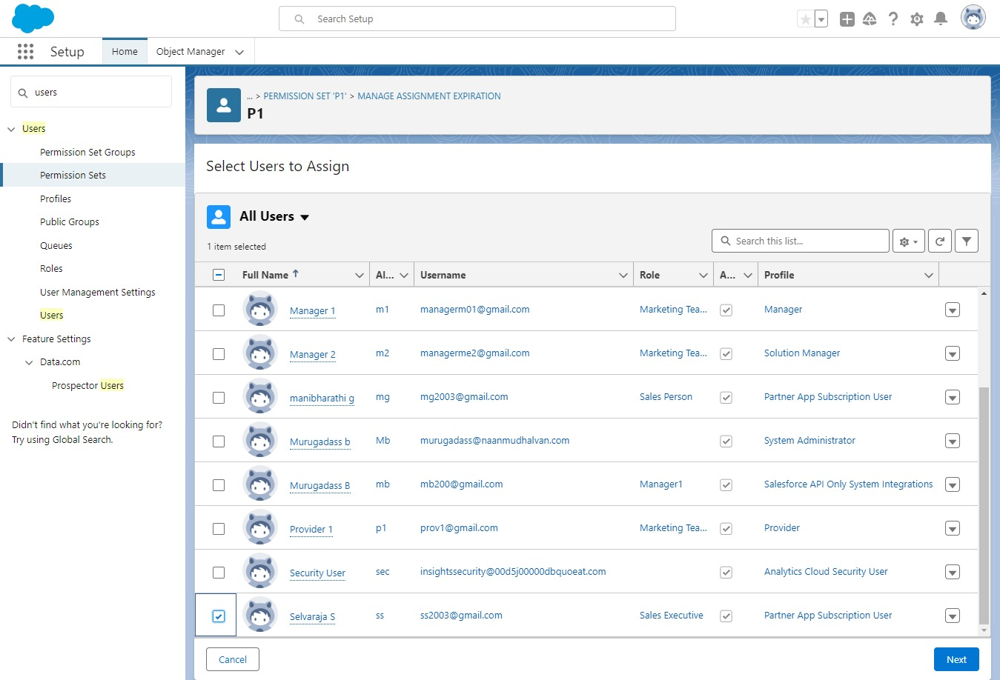 Search Setup
Setup
Home
Object Manager
users
Users
Permission Set Groups
Permission Sets
Profiles
Public Groups
Queues
Roles
User Management Settings
Users
Feature Settings
Data.com
Prospector Users
Didn't find what you're looking for?
Try using Global Search.
... > PERMISSION SET 'P1' > MANAGE ASSIGNMENT EXPIRATION
P1
Select Users to Assign
All Users
1 item selected
Search this list...
Full Name ↑ Al... Username Role A... Profile
Manager 1 m1 managerm01@gmail.com Marketing Tea... Manager
Manager 2 m2 managerme2@gmail.com Marketing Tea... Solution Manager
manibharathi g mg mg2003@gmail.com Sales Person Partner App Subscription User
Murugadass b Mb murugadass@naanmudhalvan.com System Administrator
Murugadass B mb mb200@gmail.com Manager1 Salesforce API Only System Integrations
Provider 1 p1 prov1@gmail.com Marketing Tea... Provider
Security User sec insightssecurity@00d5j00000dbquoeat.com Analytics Cloud Security User
Selvaraja S ss ss2003@gmail.com Sales Executive Partner App Subscription User
Cancel
Next